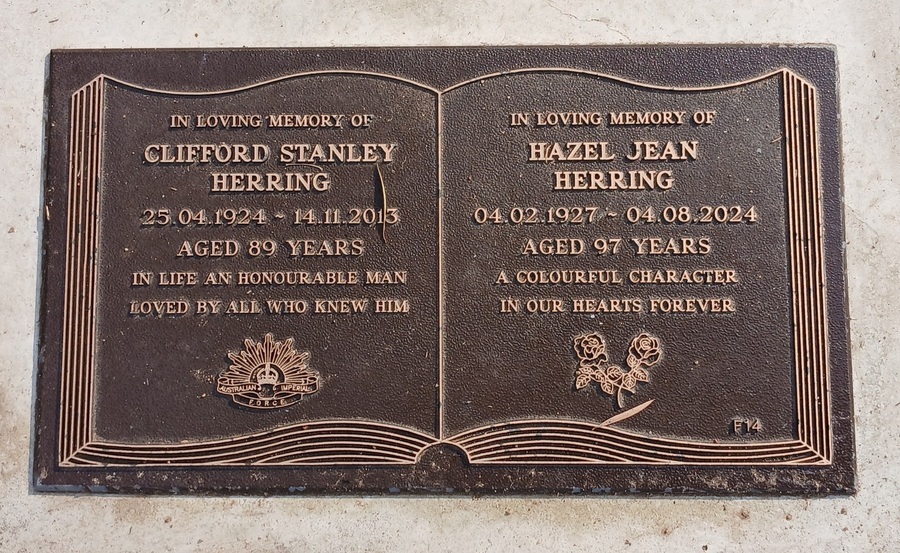 IN LOVING MEMORY OF
CLIFFORD STANLEY
HERRING
25.04.1924 ~ 14.11.2013
AGED 89 YEARS
IN LIFE AN HONOURABLE MAN
LOVED BY ALL WHO KNEW HIM
AUSTRALIAN IMPERIAL
FORCE
IN LOVING MEMORY OF
HAZEL JEAN
HERRING
04.02.1927 ~ 04.08.2024
AGED 97 YEARS
A COLOURFUL CHARACTER
IN OUR HEARTS FOREVER
F14